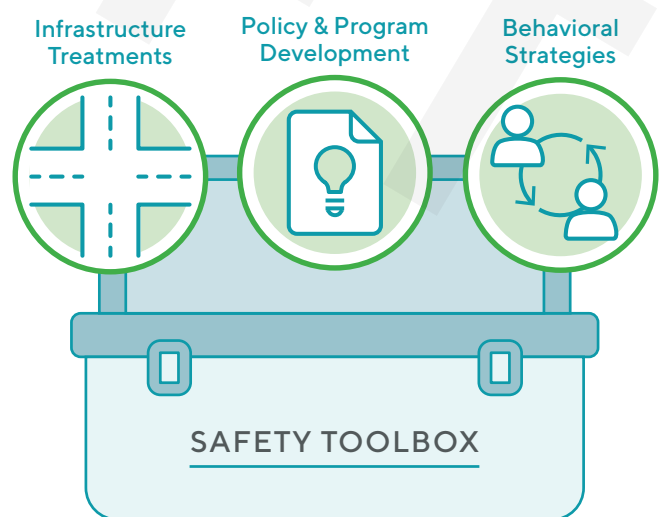 Infrastructure
Treatments
Policy & Program
Development
Behavioral
Strategies
SAFETY TOOLBOX